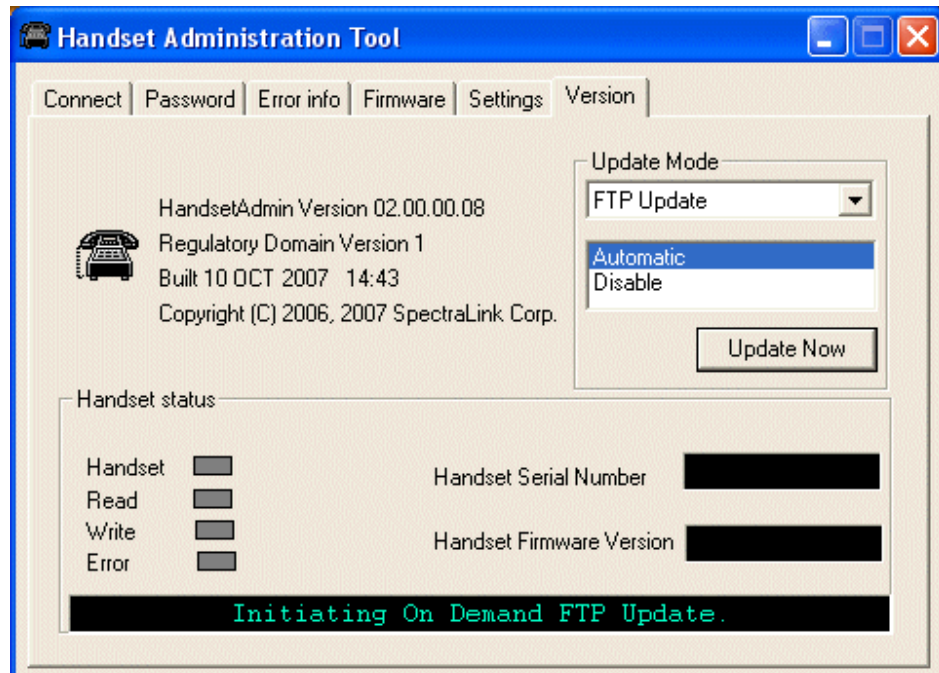 Handset Administration Tool
Connect Password Error info Firmware Settings Version
HandsetAdmin Version 02.00.00.08
Regulatory Domain Version 1
Built 10 OCT 2007 14:43
Copyright (C) 2006, 2007 SpectraLink Corp.
Update Mode
FTP Update
Automatic
Disable
Update Now
Handset status
Handset
Read
Write
Error
Handset Serial Number
Handset Firmware Version
Initiating On Demand FTP Update.